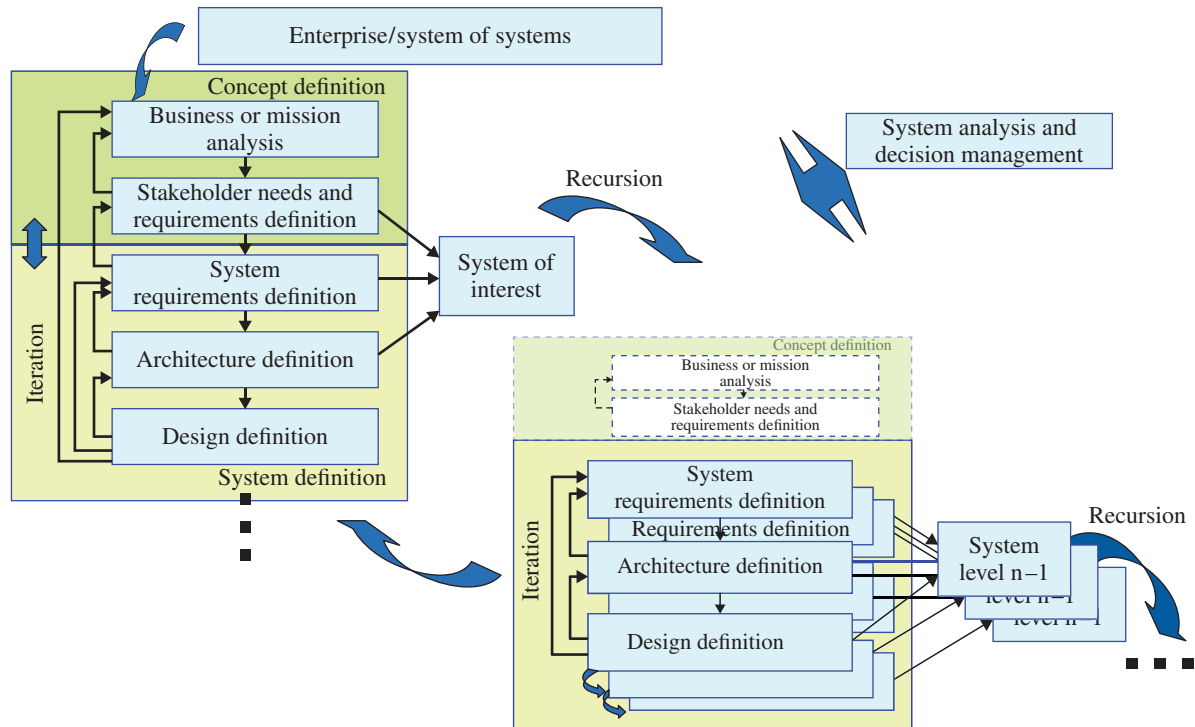 Enterprise/system of systems
Concept definition
Business or mission
analysis
Stakeholder needs and
requirements definition
System
requirements definition
Architecture definition
Design definition
System definition
Iteration
System of
interest
Recursion
System analysis and
decision management
Concept definition
Business or mission
analysis
Stakeholder needs and
requirements definition
System
requirements definition
Requirements definition
Architecture definition
Design definition
Iteration
System
level n−1
level n−1
level n−1
Recursion